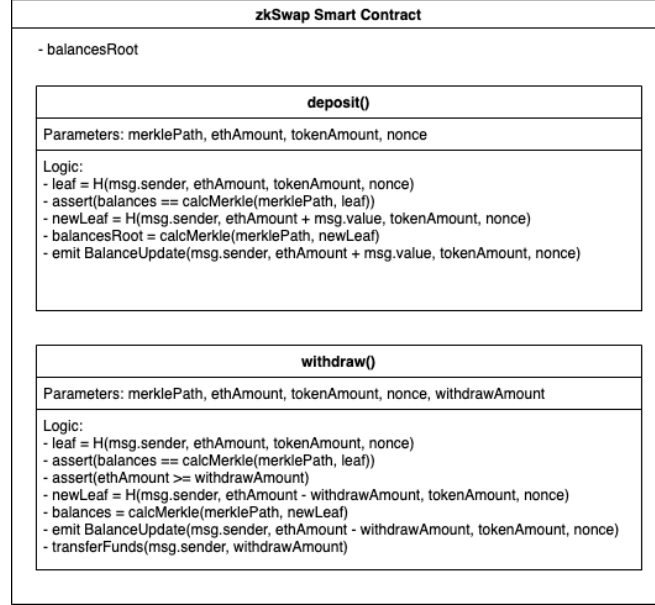 zkSwap Smart Contract
- balancesRoot
deposit()
Parameters: merklePath, ethAmount, tokenAmount, nonce
Logic:
- leaf = H(msg.sender, ethAmount, tokenAmount, nonce)
- assert(balances == calcMerkle(merklePath, leaf))
- newLeaf = H(msg.sender, ethAmount + msg.value, tokenAmount, nonce)
- balancesRoot = calcMerkle(merklePath, newLeaf)
- emit BalanceUpdate(msg.sender, ethAmount + msg.value, tokenAmount, nonce)
withdraw()
Parameters: merklePath, ethAmount, tokenAmount, nonce, withdrawAmount
Logic:
- leaf = H(msg.sender, ethAmount, tokenAmount, nonce)
- assert(balances == calcMerkle(merklePath, leaf))
- assert(ethAmount >= withdrawAmount)
- newLeaf = H(msg.sender, ethAmount - withdrawAmount, tokenAmount, nonce)
- balances = calcMerkle(merklePath, newLeaf)
- emit BalanceUpdate(msg.sender, ethAmount - withdrawAmount, tokenAmount, nonce)
- transferFunds(msg.sender, withdrawAmount)